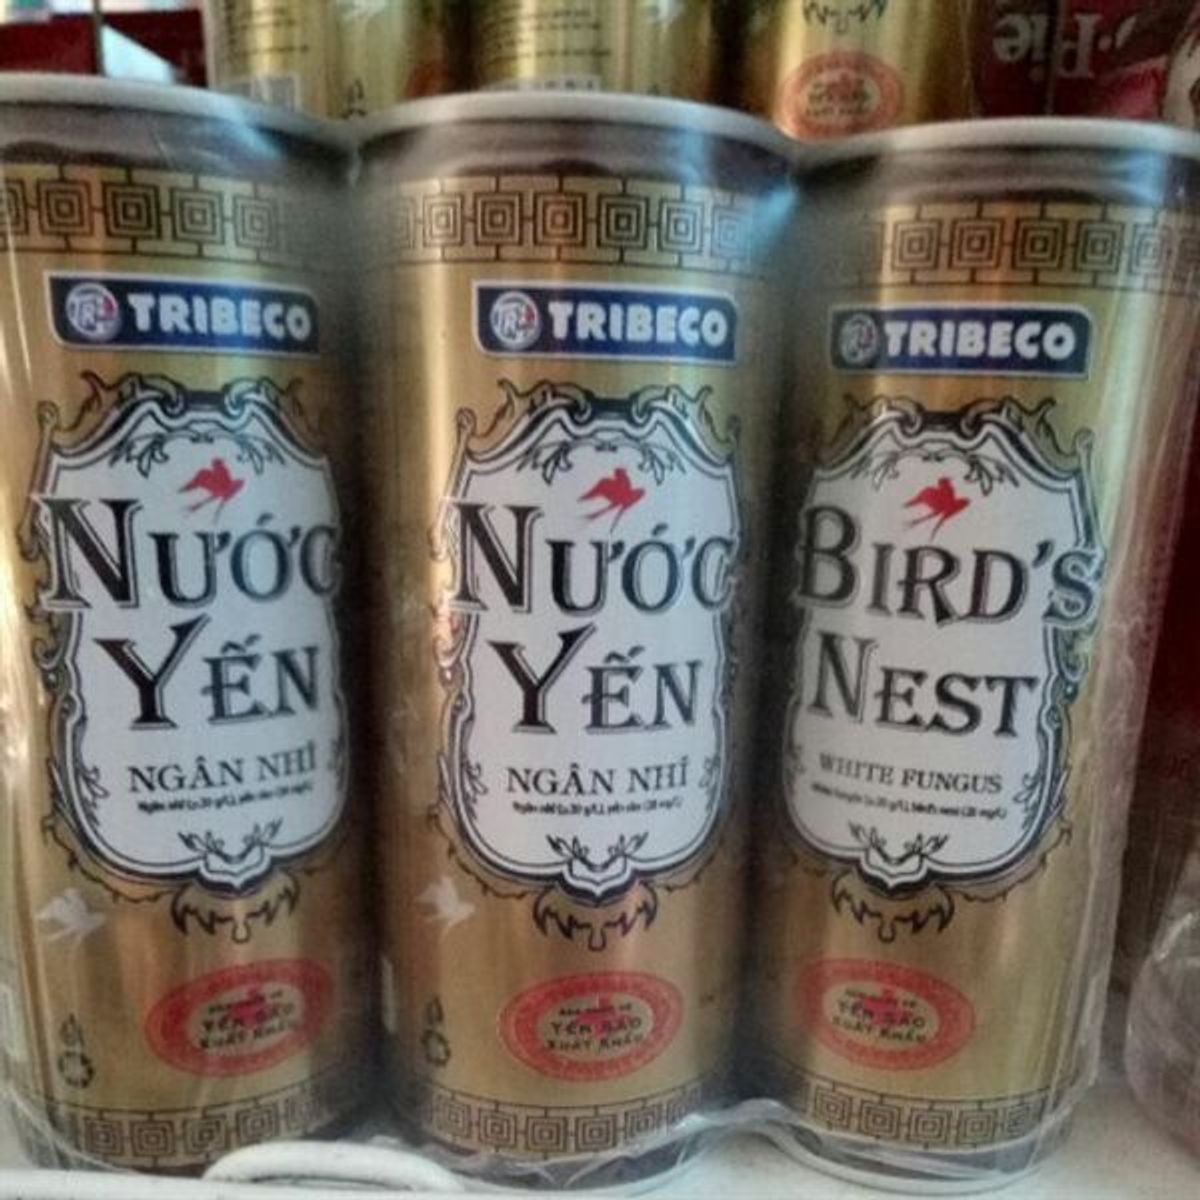 Pie
TRIBECO
NƯỚC
YẾN
NGÂN NHĨ
YẾN SÀO
XUẤT KHẨU
TRIBECO
NƯỚC
YẾN
NGÂN NHĨ
YẾN SÀO
XUẤT KHẨU
TRIBECO
BIRD'S
NEST
WHITE FUNGUS
YẾN SÀO
XUẤT KHẨU